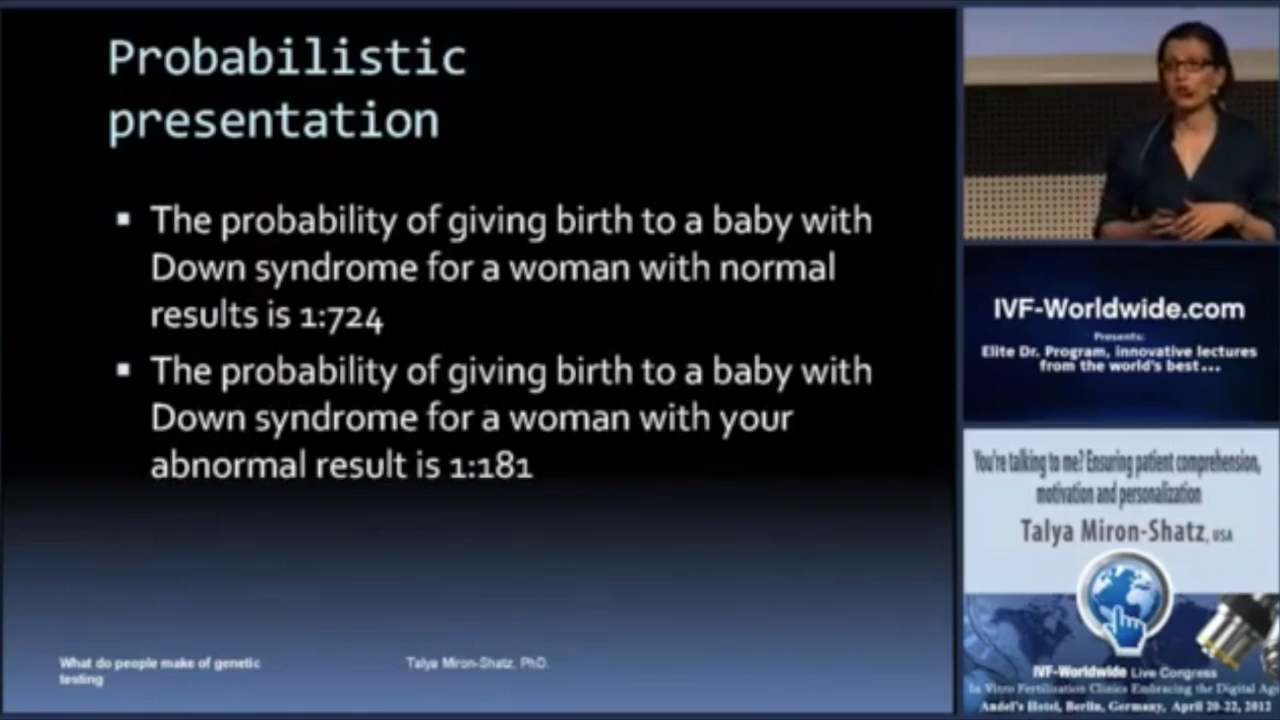 Probabilistic
presentation
▪ The probability of giving birth to a baby with
Down syndrome for a woman with normal
results is 1:724
▪ The probability of giving birth to a baby with
Down syndrome for a woman with your
abnormal result is 1:181
What do people make of genetic
testing
Talya Miron-Shatz, PhD.
IVF-Worldwide.com
Presents:
Elite Dr. Program, innovative lectures
from the world's best...
You're talking to me? Ensuring patient comprehension,
motivation and personalization
Talya Miron-Shatz, USA
IVF-Worldwide Live Congress
In Vitro Fertilisation Clinics Embracing the Digital Ag
Andel's Hotel, Berlin, Germany, April 20-22, 2012